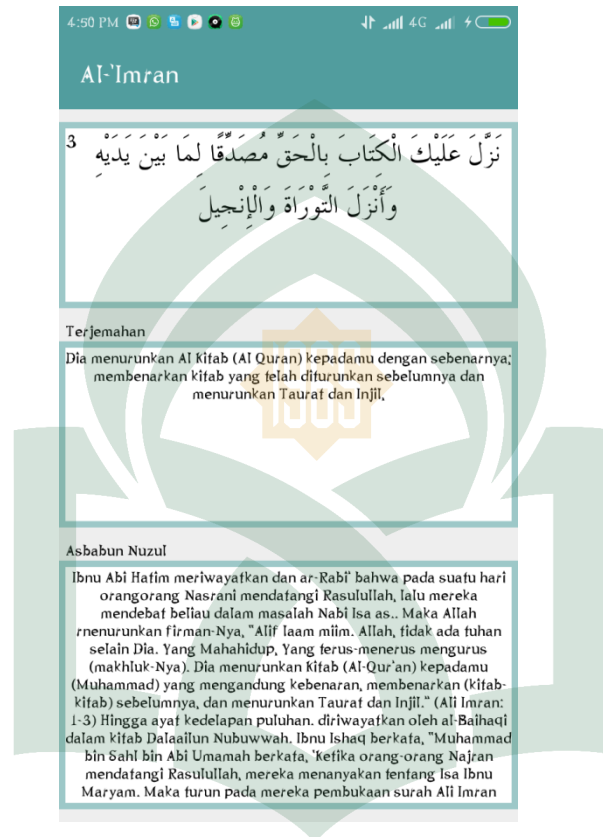 4:50 PM 4G
Al-`Imran
3 نَزَّلَ عَلَيْكَ الْكِتَابَ بِالْحَقِّ مُصَدِّقًا لِمَا بَيْنَ يَدَيْهِ
وَأَنْزَلَ التَّوْرَاةَ وَالْإِنْجِيلَ
Terjemahan
Dia menurunkan Al Kitab (Al Quran) kepadamu dengan sebenarnya;
membenarkan kitab yang telah diturunkan sebelumnya dan
menurunkan Taurat dan Injil,
Asbabun Nuzul
Ibnu Abi Hatim meriwayatkan dan ar-Rabi` bahwa pada suatu hari
orangorang Nasrani mendatangi Rasulullah, lalu mereka
mendebat beliau dalam masalah Nabi Isa as.. Maka Allah
rnenurunkan firman-Nya, "Alif laam miim. Allah, tidak ada tuhan
selain Dia. Yang Mahahidup, Yang terus-menerus mengurus
(makhluk-Nya). Dia menurunkan Kitab (Al-Qur'an) kepadamu
(Muhammad) yang mengandung kebenaran, membenarkan (kitab-
kitab) sebelumnya, dan menurunkan Taurat dan Injil." (Ali Imran:
1-3) Hingga ayat kedelapan puluhan. diriwayatkan oleh al-Baihaqi
dalam kitab Dalaailun Nubuwwah. Ibnu Ishaq berkata, "Muhammad
bin Sahl bin Abi Umamah berkata, 'Ketika orang-orang Najran
mendatangi Rasulullah, mereka menanyakan tentang Isa Ibnu
Maryam. Maka turun pada mereka pembukaan surah Ali Imran